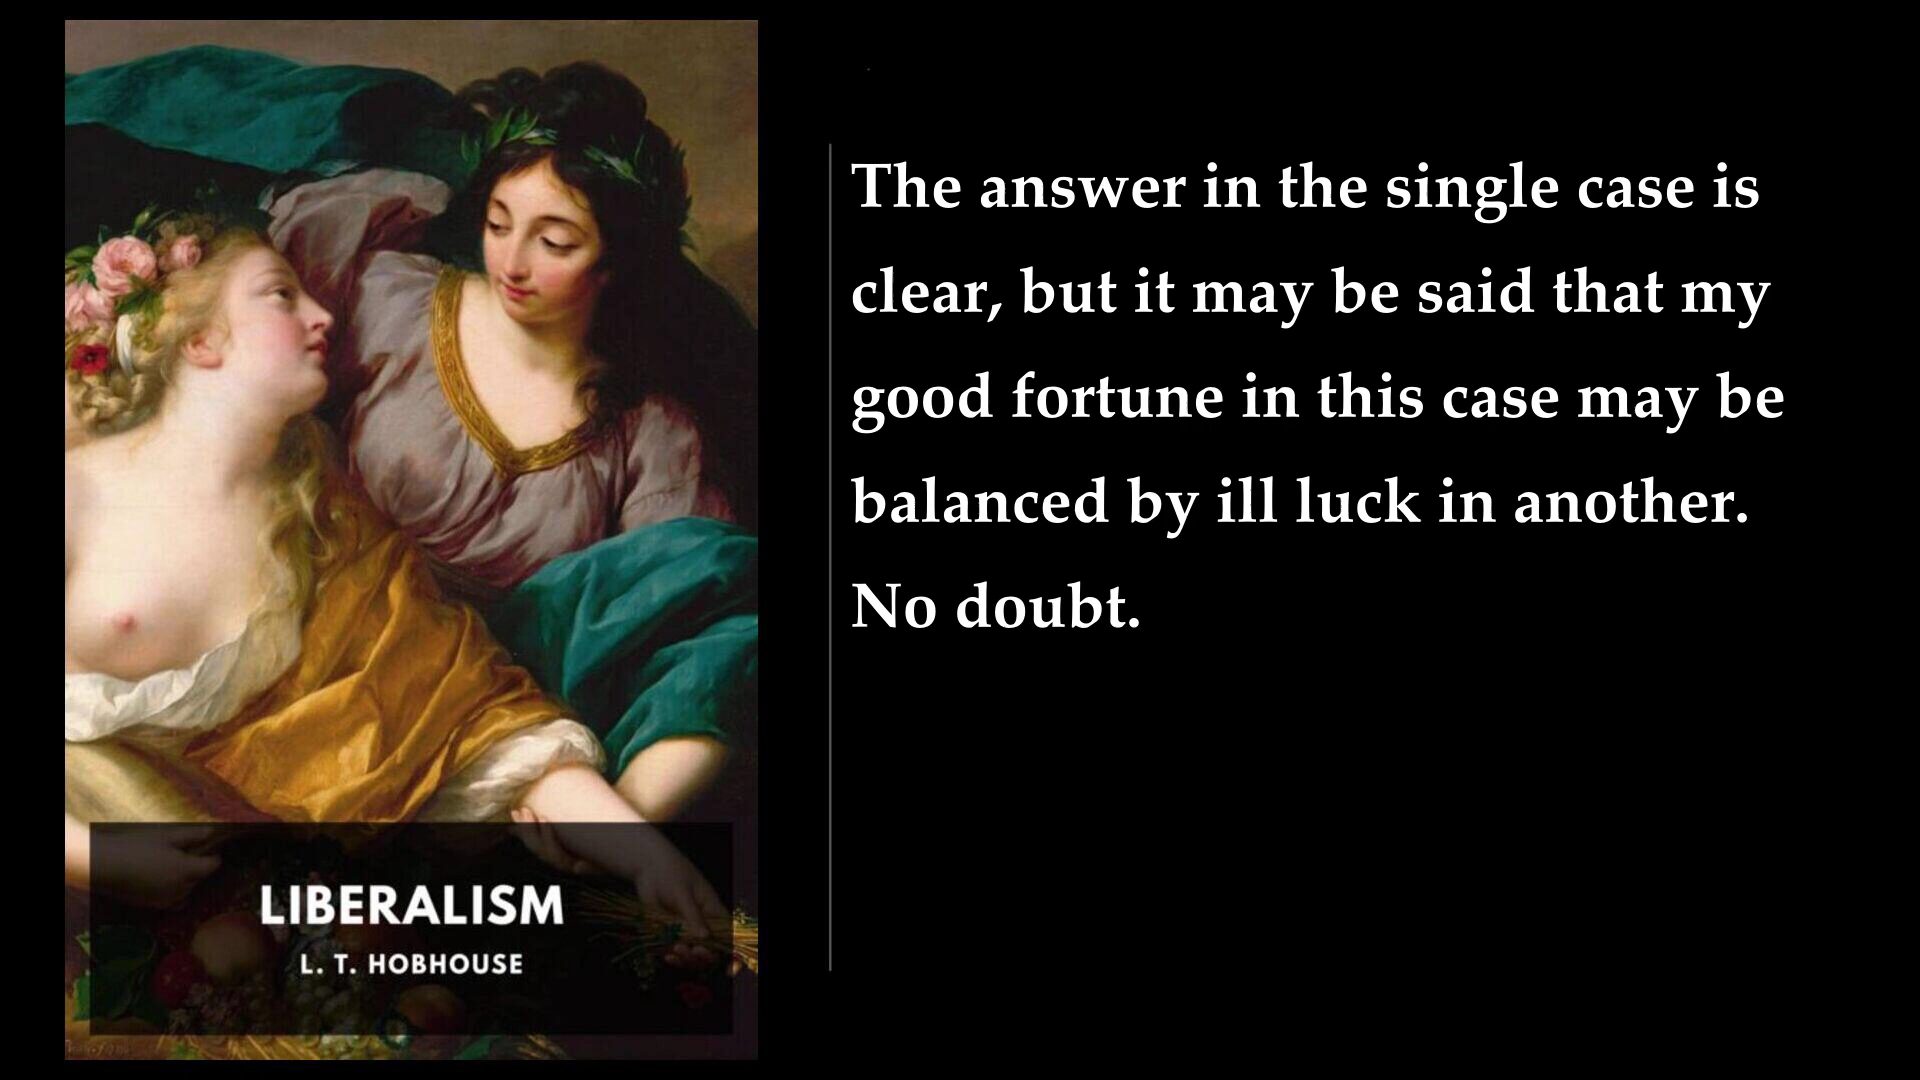 The answer in the single case is
clear, but it may be said that my
good fortune in this case may be
balanced by ill luck in another.
No doubt.
LIBERALISM
L. T. HOBHOUSE